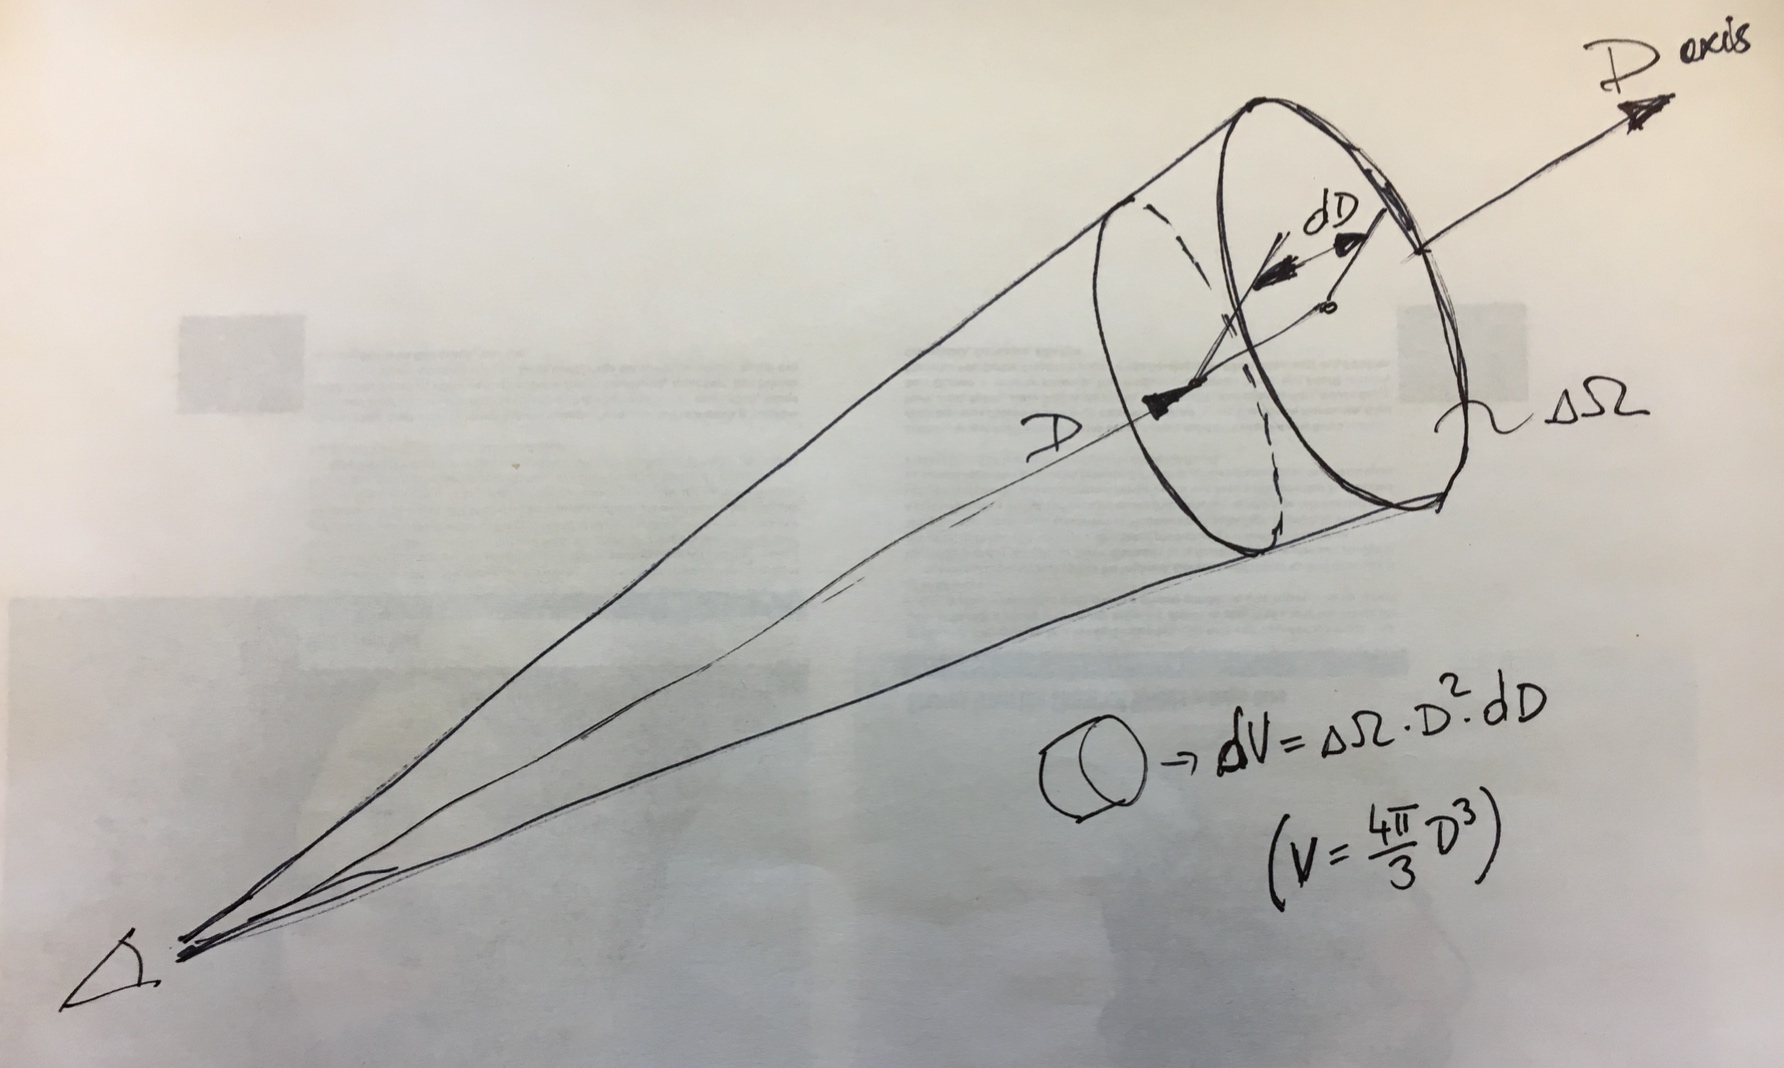 D axis
dD
D
ΔΩ
→ dV = ΔΩ · D² · dD
(V = 4π/3 D³)